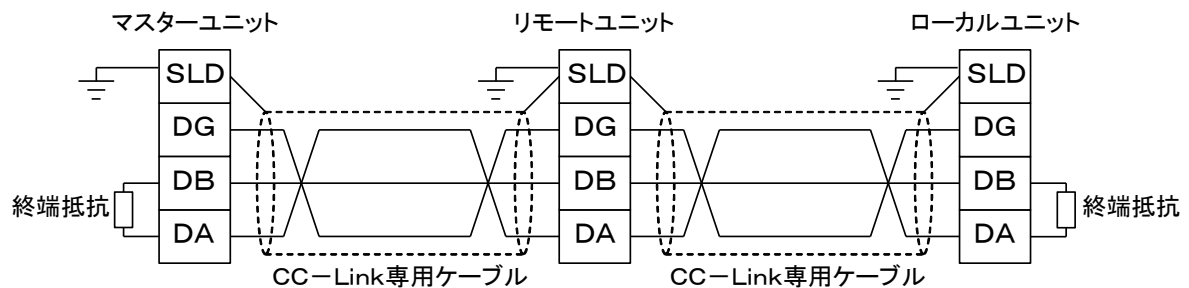 マスターユニット
リモートユニット
ローカルユニット
SLD
DG
DB
DA
SLD
DG
DB
DA
SLD
DG
DB
DA
終端抵抗
終端抵抗
CC－Link専用ケーブル
CC－Link専用ケーブル